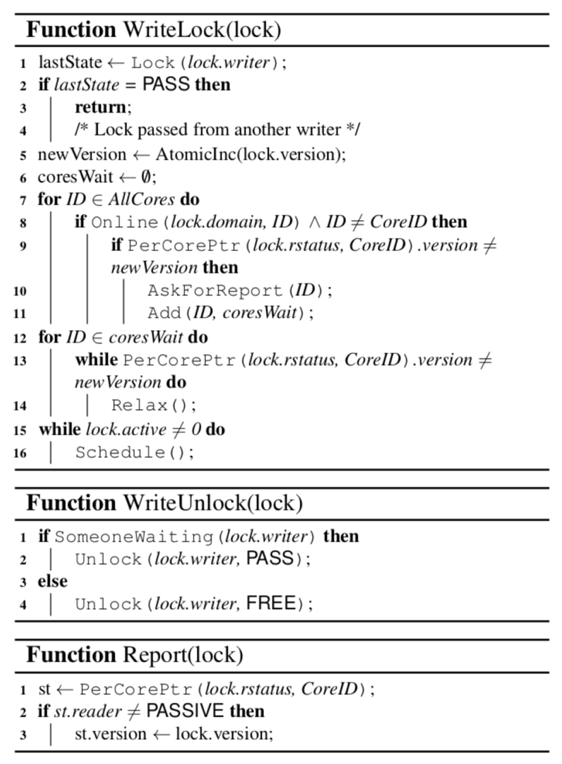 Function WriteLock(lock)
1 lastState ← Lock(lock.writer);
2 if lastState = PASS then
3 return;
4 /* Lock passed from another writer */
5 newVersion ← AtomicInc(lock.version);
6 coresWait ← ∅;
7 for ID ∈ AllCores do
8 if Online(lock.domain, ID) ∧ ID ≠ CoreID then
9 if PerCorePtr(lock.rstatus, CoreID).version ≠
newVersion then
10 AskForReport(ID);
11 Add(ID, coresWait);
12 for ID ∈ coresWait do
13 while PerCorePtr(lock.rstatus, CoreID).version ≠
newVersion do
14 Relax();
15 while lock.active ≠ 0 do
16 Schedule();
Function WriteUnlock(lock)
1 if SomeoneWaiting(lock.writer) then
2 Unlock(lock.writer, PASS);
3 else
4 Unlock(lock.writer, FREE);
Function Report(lock)
1 st ← PerCorePtr(lock.rstatus, CoreID);
2 if st.reader ≠ PASSIVE then
3 st.version ← lock.version;